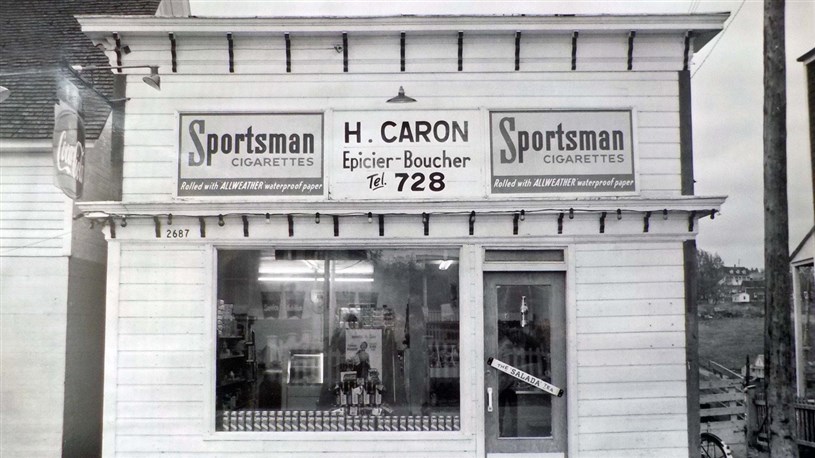 Sportsman
CIGARETTES
Rolled with ALLWEATHER waterproof paper
H. CARON
Epicier-Boucher
Tel. 728
Sportsman
CIGARETTES
Rolled with ALLWEATHER waterproof paper
Coca-Cola
2687
THE SALADA TEA